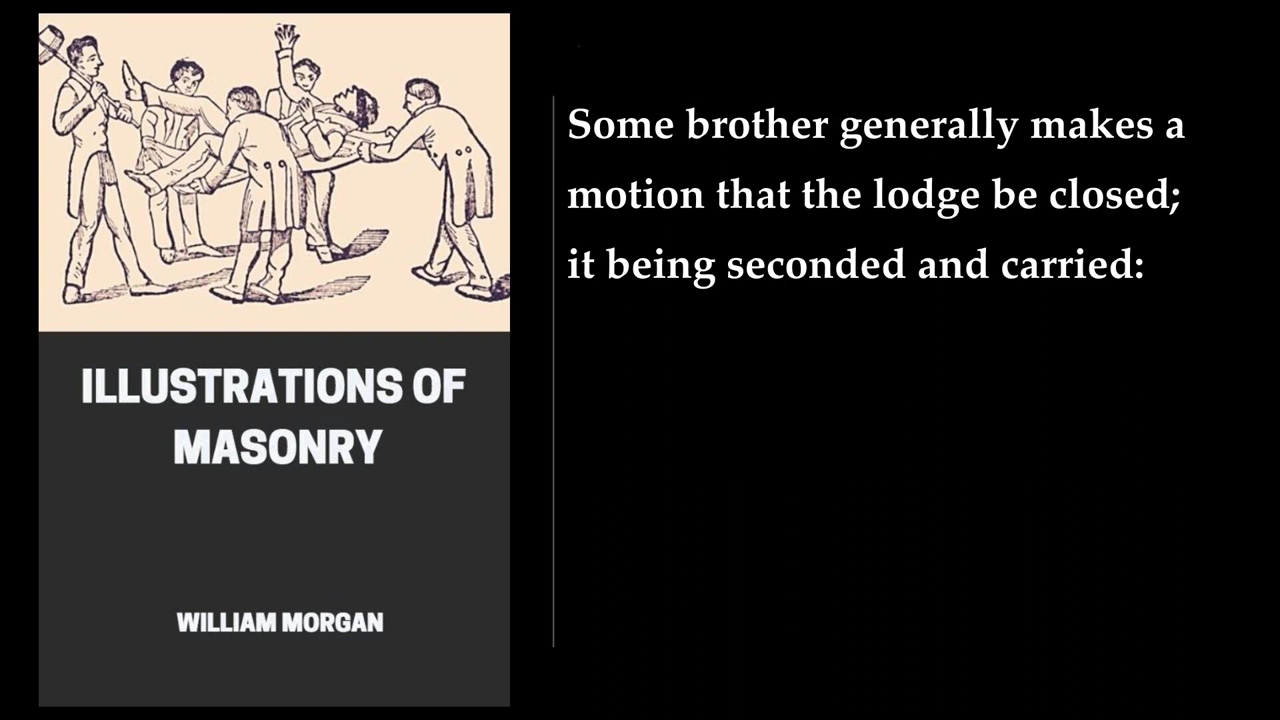 ILLUSTRATIONS OF
MASONRY
WILLIAM MORGAN
Some brother generally makes a
motion that the lodge be closed;
it being seconded and carried: